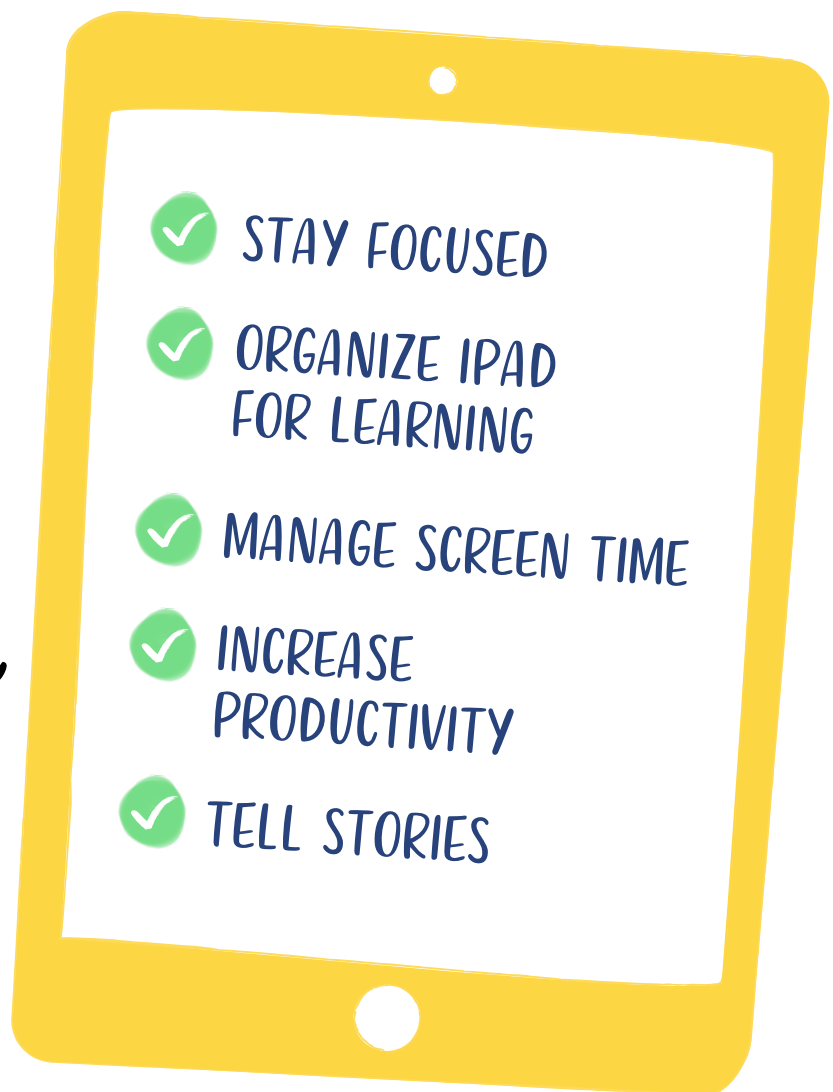 STAY FOCUSED
ORGANIZE IPAD
FOR LEARNING
MANAGE SCREEN TIME
INCREASE
PRODUCTIVITY
TELL STORIES